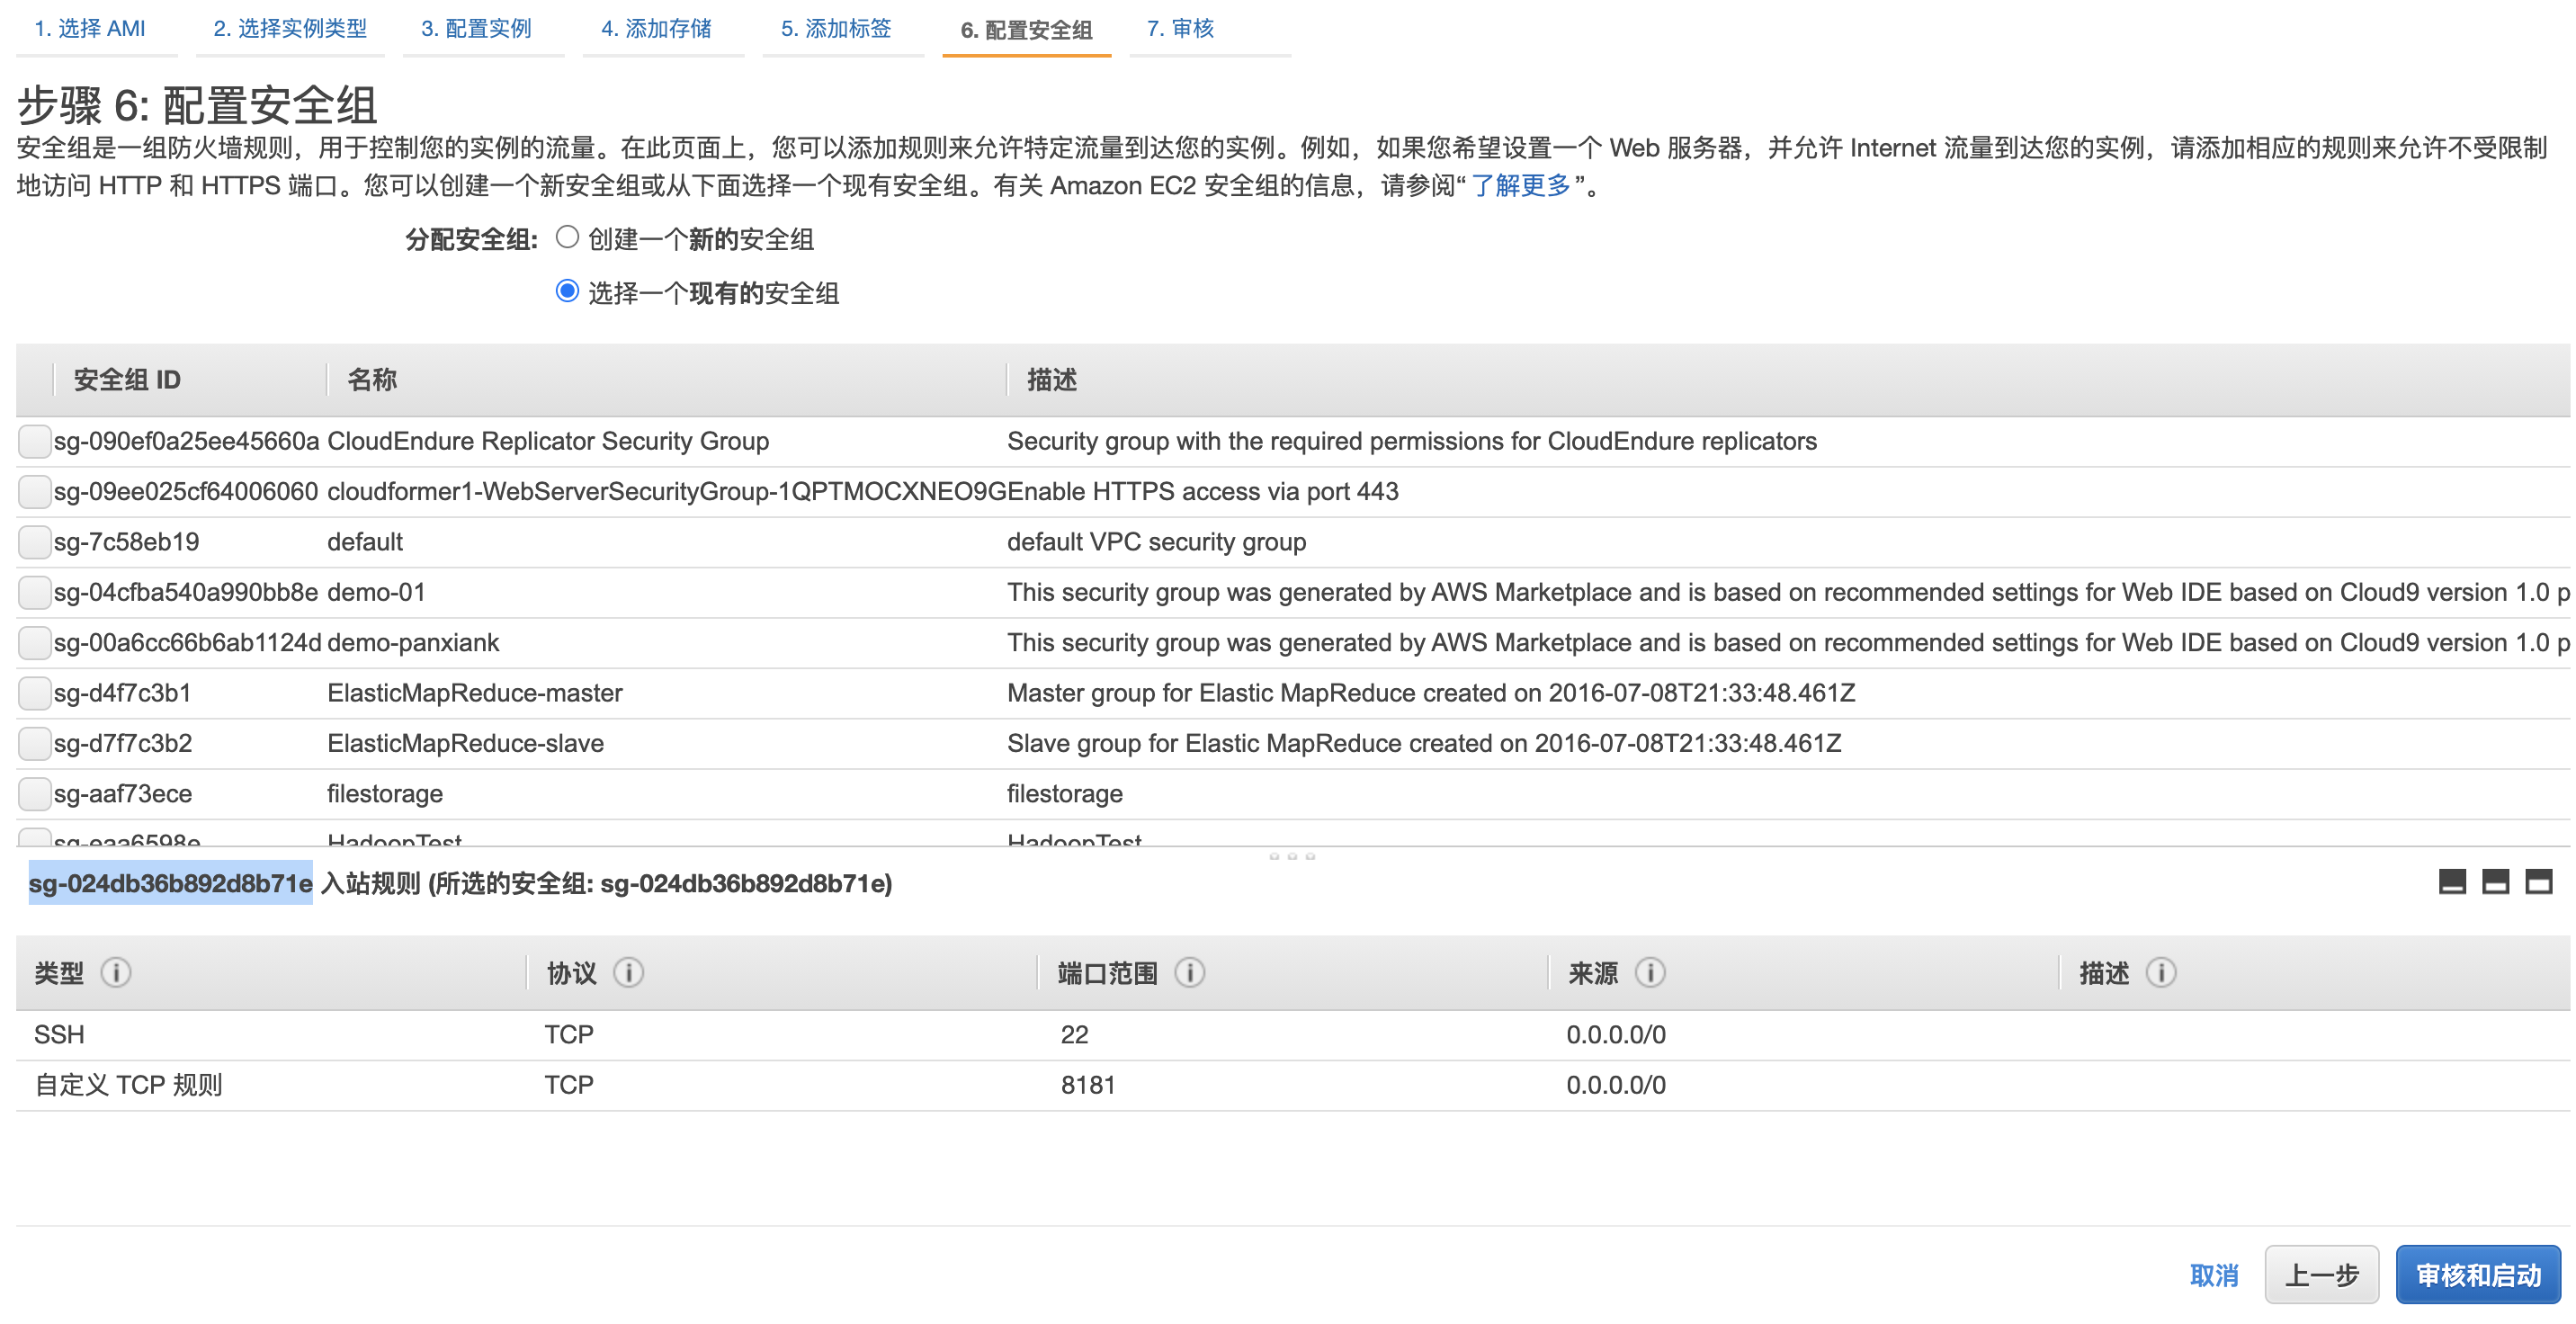 1. 选择 AMI 2. 选择实例类型 3. 配置实例 4. 添加存储 5. 添加标签 6. 配置安全组 7. 审核
步骤 6: 配置安全组
安全组是一组防火墙规则，用于控制您的实例的流量。在此页面上，您可以添加规则来允许特定流量到达您的实例。例如，如果您希望设置一个 Web 服务器，并允许 Internet 流量到达您的实例，请添加相应的规则来允许不受限制
地访问 HTTP 和 HTTPS 端口。您可以创建一个新安全组或从下面选择一个现有安全组。有关 Amazon EC2 安全组的信息，请参阅“ 了解更多 ”。
分配安全组: 创建一个新的安全组
选择一个现有的安全组
安全组 ID 名称 描述
sg-090ef0a25ee45660a CloudEndure Replicator Security Group Security group with the required permissions for CloudEndure replicators
sg-09ee025cf64006060 cloudformer1-WebServerSecurityGroup-1QPTMOCXNEO9G Enable HTTPS access via port 443
sg-7c58eb19 default default VPC security group
sg-04cfba540a990bb8e demo-01 This security group was generated by AWS Marketplace and is based on recommended settings for Web IDE based on Cloud9 version 1.0 p
sg-00a6cc66b6ab1124d demo-panxiank This security group was generated by AWS Marketplace and is based on recommended settings for Web IDE based on Cloud9 version 1.0 p
sg-d4f7c3b1 ElasticMapReduce-master Master group for Elastic MapReduce created on 2016-07-08T21:33:48.461Z
sg-d7f7c3b2 ElasticMapReduce-slave Slave group for Elastic MapReduce created on 2016-07-08T21:33:48.461Z
sg-aaf73ece filestorage filestorage
sg-eaa6598e HadoopTest HadoopTest
sg-024db36b892d8b71e 入站规则 (所选的安全组: sg-024db36b892d8b71e)
类型 协议 端口范围 来源 描述
SSH TCP 22 0.0.0.0/0
自定义 TCP 规则 TCP 8181 0.0.0.0/0
取消 上一步 审核和启动